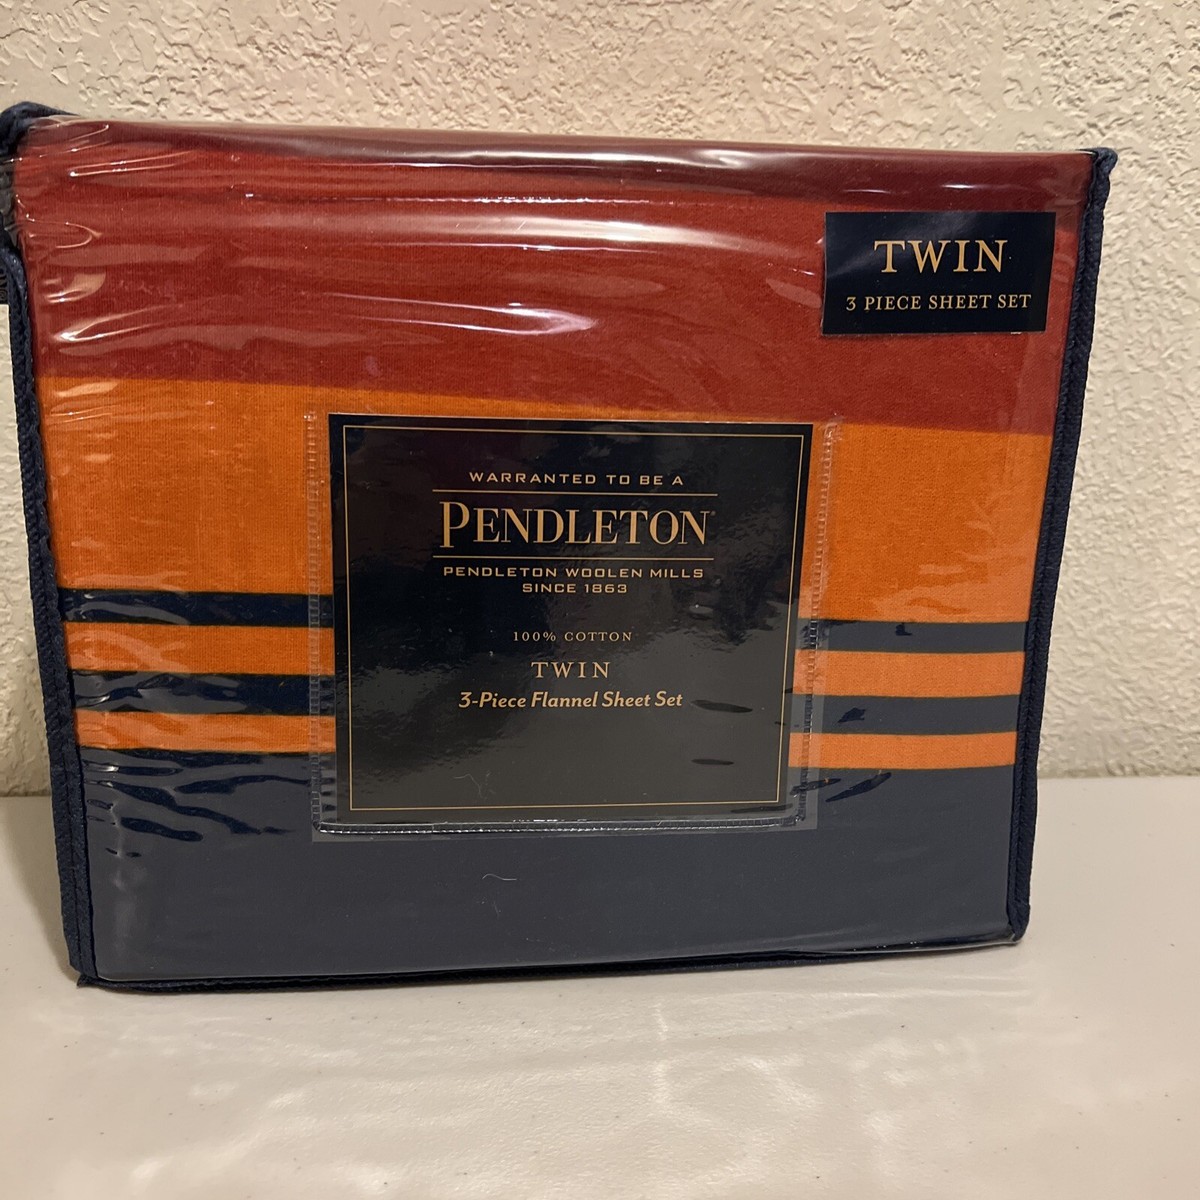 TWIN
3 PIECE SHEET SET
WARRANTED TO BE A
PENDLETON®
PENDLETON WOOLEN MILLS
SINCE 1863
100% COTTON
TWIN
3-Piece Flannel Sheet Set